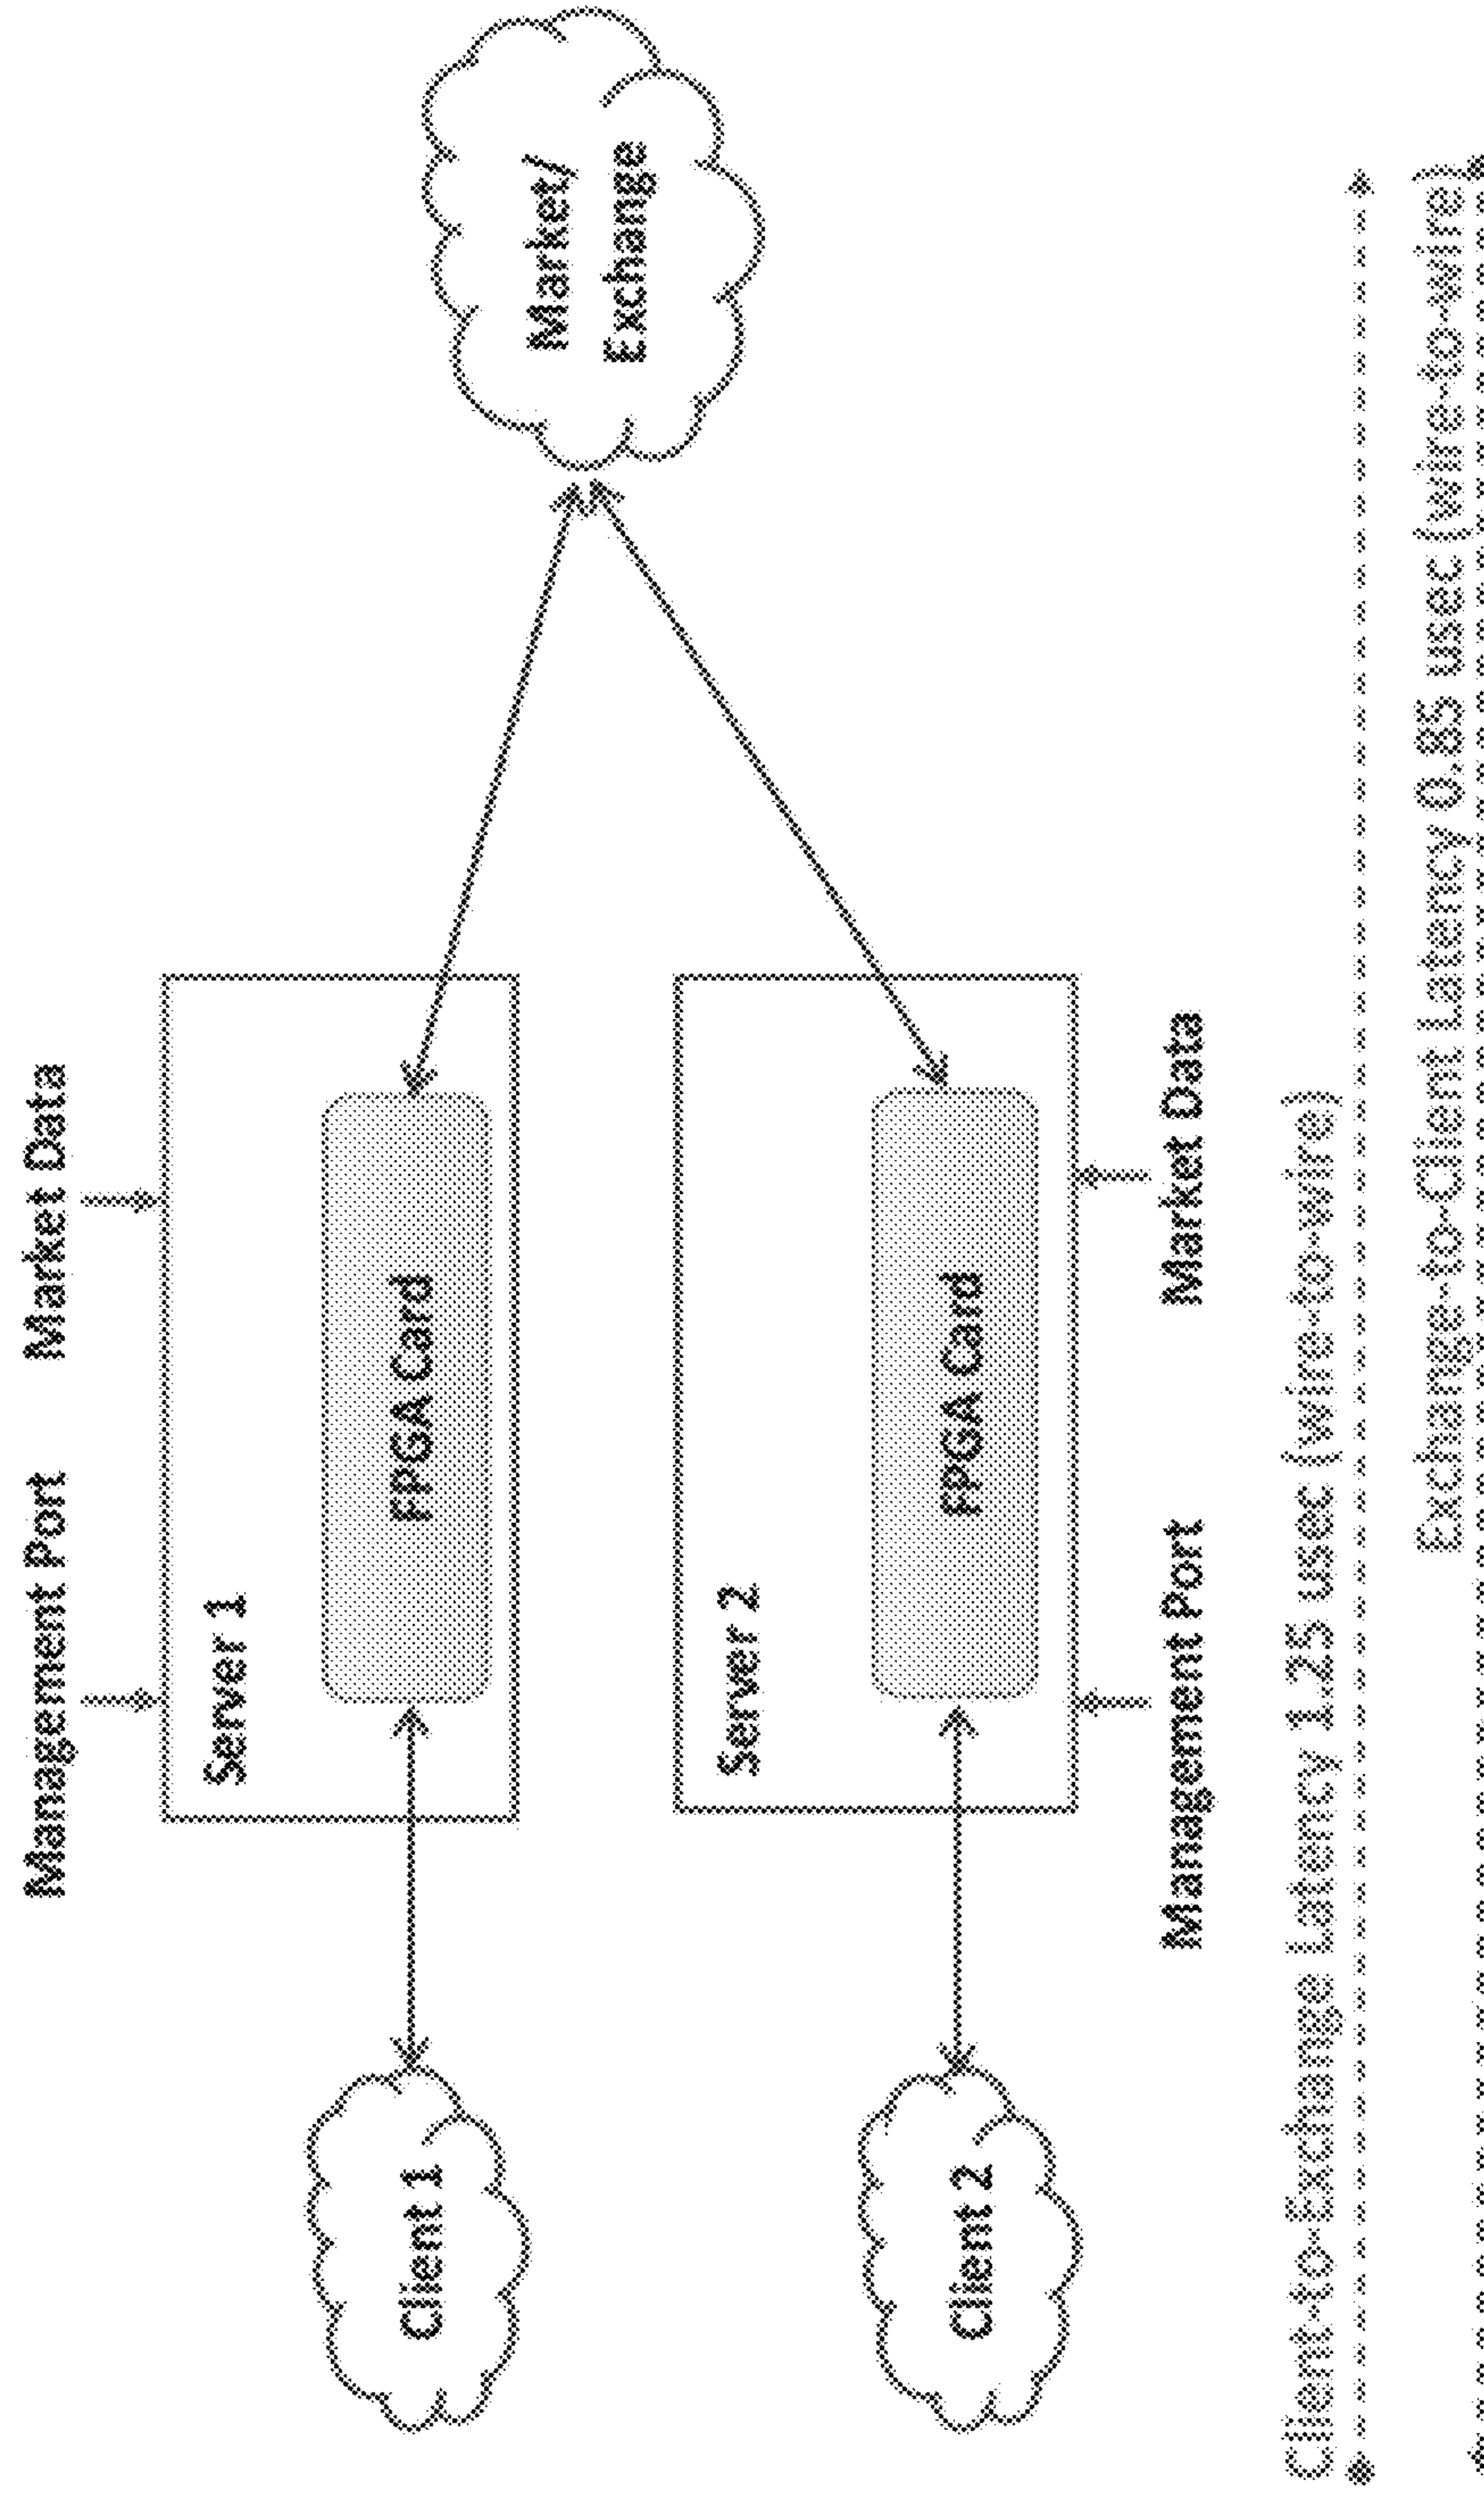 Management Port
Market Data
Server 1
FPGA Card
Client 1
Market/
Exchange
Server 2
FPGA Card
Client 2
Management Port
Market Data
Client-to-Exchange Latency 1.25 usec (wire-to-wire)
Exchange-to-Client Latency 0.85 usec (wire-to-wire)